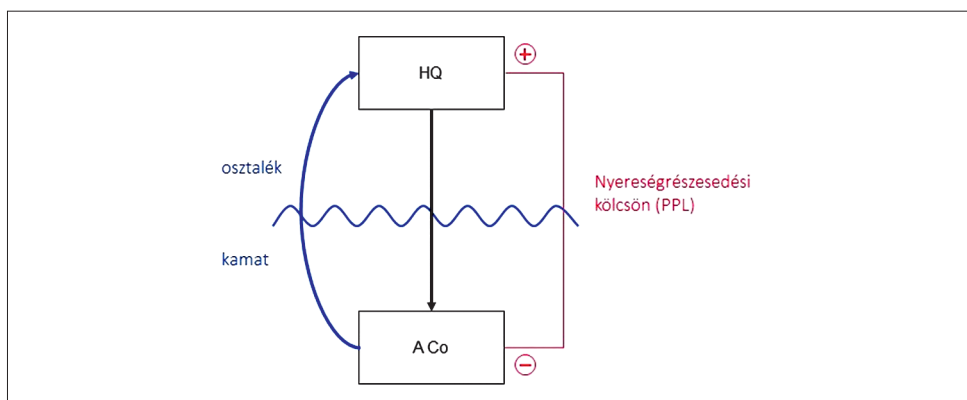 HQ
osztalék
Nyereségrészesedési
kölcsön (PPL)
kamat
A Co